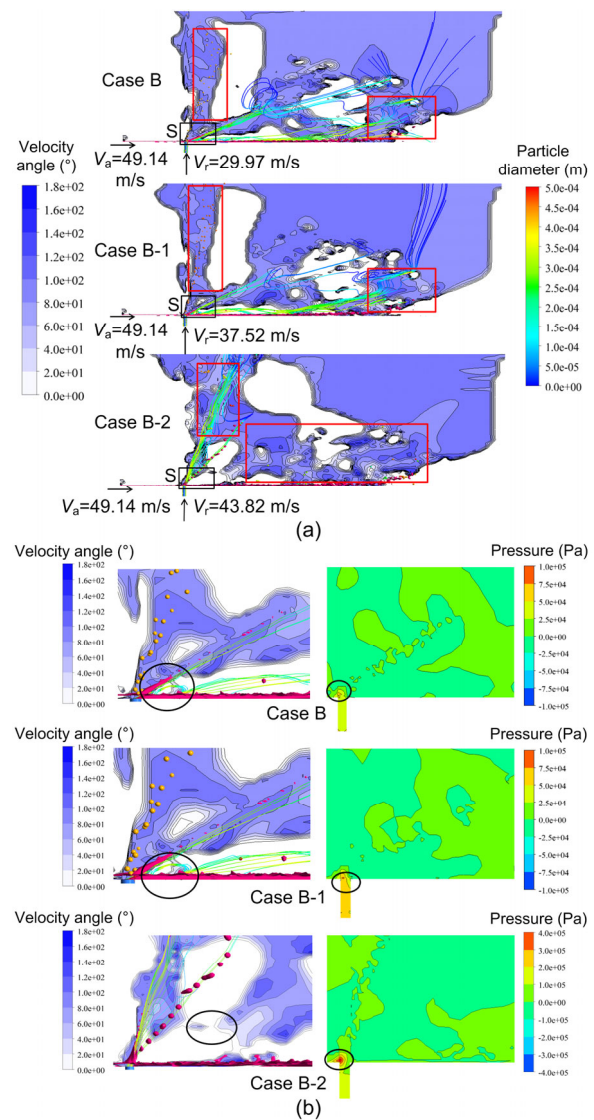 (a)
Case B
S
Velocity
angle (°)
Vₐ=49.14
m/s
Vᵣ=29.97 m/s
Particle
diameter (m)
1.8e+02
1.6e+02
1.4e+02
1.2e+02
1.0e+02
8.0e+01
6.0e+01
4.0e+01
2.0e+01
0.0e+00
5.0e-04
4.5e-04
4.0e-04
3.5e-04
3.0e-04
2.5e-04
2.0e-04
1.5e-04
1.0e-04
5.0e-05
0.0e+00
Case B-1
S
Vₐ=49.14
m/s
Vᵣ=37.52 m/s
Case B-2
S
Vₐ=49.14 m/s
Vᵣ=43.82 m/s
(a)
Velocity angle (°)
1.8e+02
1.6e+02
1.4e+02
1.2e+02
1.0e+02
8.0e+01
6.0e+01
4.0e+01
2.0e+01
0.0e+00
Pressure (Pa)
1.0e+05
7.5e+04
5.0e+04
2.5e+04
0.0e+00
-2.5e+04
-5.0e+04
-7.5e+04
-1.0e+05
Case B
Velocity angle (°)
1.8e+02
1.6e+02
1.4e+02
1.2e+02
1.0e+02
8.0e+01
6.0e+01
4.0e+01
2.0e+01
0.0e+00
Pressure (Pa)
1.0e+05
7.5e+04
5.0e+04
2.5e+04
0.0e+00
-2.5e+04
-5.0e+04
-7.5e+04
-1.0e+05
Case B-1
Velocity angle (°)
1.8e+02
1.6e+02
1.4e+02
1.2e+02
1.0e+02
8.0e+01
6.0e+01
4.0e+01
2.0e+01
0.0e+00
Pressure (Pa)
4.0e+05
3.0e+05
2.0e+05
1.0e+05
0.0e+00
-1.0e+05
-2.0e+05
-3.0e+05
-4.0e+05
Case B-2
(b)